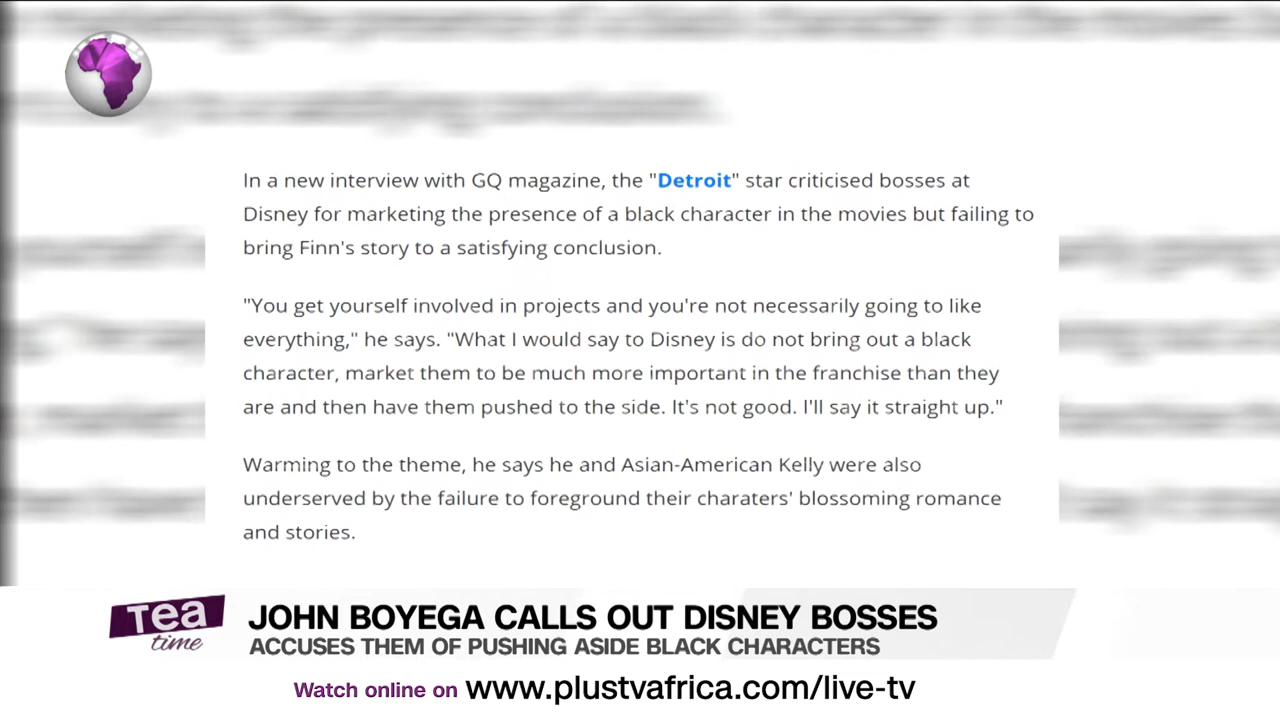 In a new interview with GQ magazine, the "Detroit" star criticised bosses at
Disney for marketing the presence of a black character in the movies but failing to
bring Finn's story to a satisfying conclusion.
"You get yourself involved in projects and you're not necessarily going to like
everything," he says. "What I would say to Disney is do not bring out a black
character, market them to be much more important in the franchise than they
are and then have them pushed to the side. It's not good. I'll say it straight up."
Warming to the theme, he says he and Asian-American Kelly were also
underserved by the failure to foreground their charaters' blossoming romance
and stories.
Tea
time
JOHN BOYEGA CALLS OUT DISNEY BOSSES
ACCUSES THEM OF PUSHING ASIDE BLACK CHARACTERS
Watch online on www.plustvafrica.com/live-tv